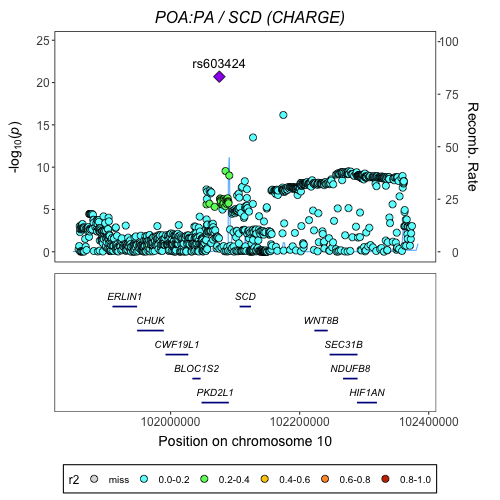 POA:PA / SCD (CHARGE)
25
20
15
10
5
0
-log10(p)
rs603424
100
75
50
25
0
Recomb. Rate
ERLIN1
SCD
CHUK
WNT8B
CWF19L1
SEC31B
BLOC1S2
NDUFB8
PKD2L1
HIF1AN
102000000
102200000
102400000
Position on chromosome 10
r2 miss 0.0-0.2 0.2-0.4 0.4-0.6 0.6-0.8 0.8-1.0